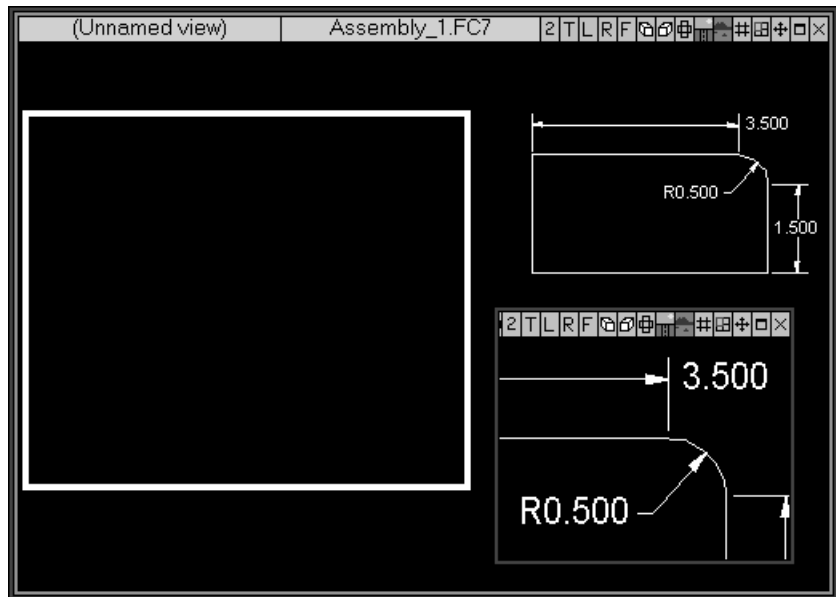 (Unnamed view) Assembly_1.FC7 2 T L R F
3.500
R0.500
1.500
2 T L R F
3.500
R0.500